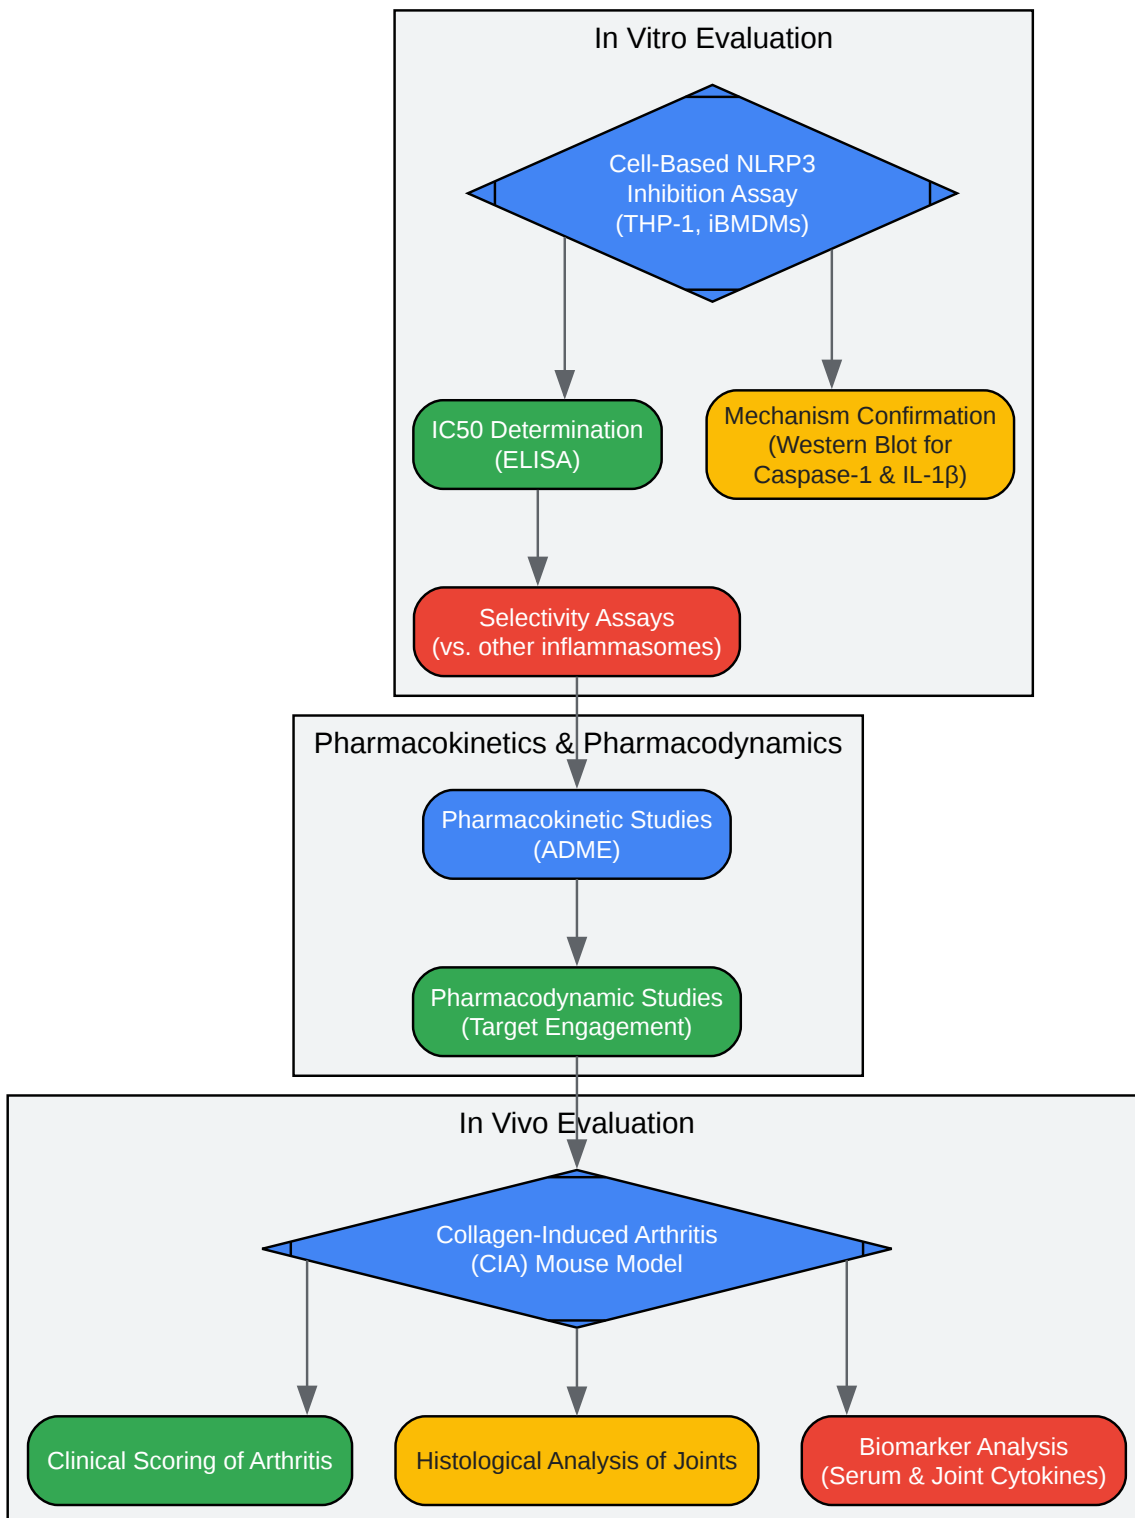 In Vitro Evaluation
Cell-Based NLRP3
Inhibition Assay
(THP-1, iBMDMs)
IC50 Determination
(ELISA)
Mechanism Confirmation
(Western Blot for
Caspase-1 & IL-1β)
Selectivity Assays
(vs. other inflammasomes)
Pharmacokinetics & Pharmacodynamics
Pharmacokinetic Studies
(ADME)
Pharmacodynamic Studies
(Target Engagement)
In Vivo Evaluation
Collagen-Induced Arthritis
(CIA) Mouse Model
Clinical Scoring of Arthritis
Histological Analysis of Joints
Biomarker Analysis
(Serum & Joint Cytokines)